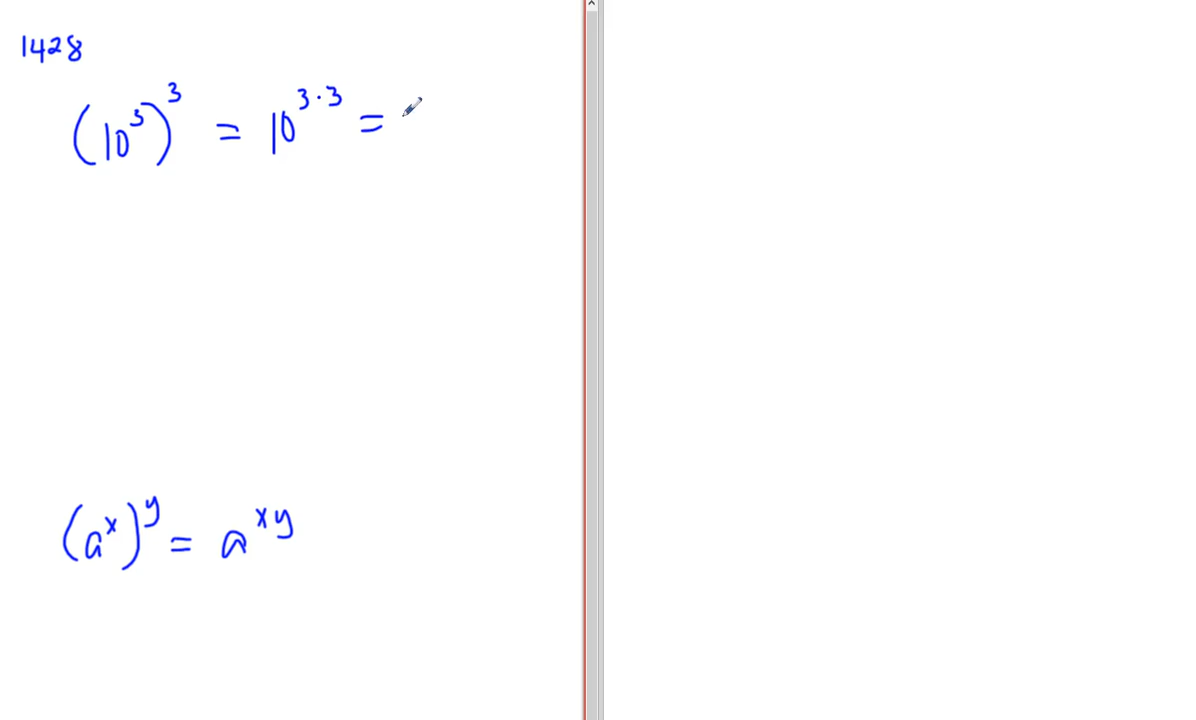 1428
(10³)³ = 10³·³ =
(aˣ)ʸ = aˣʸ